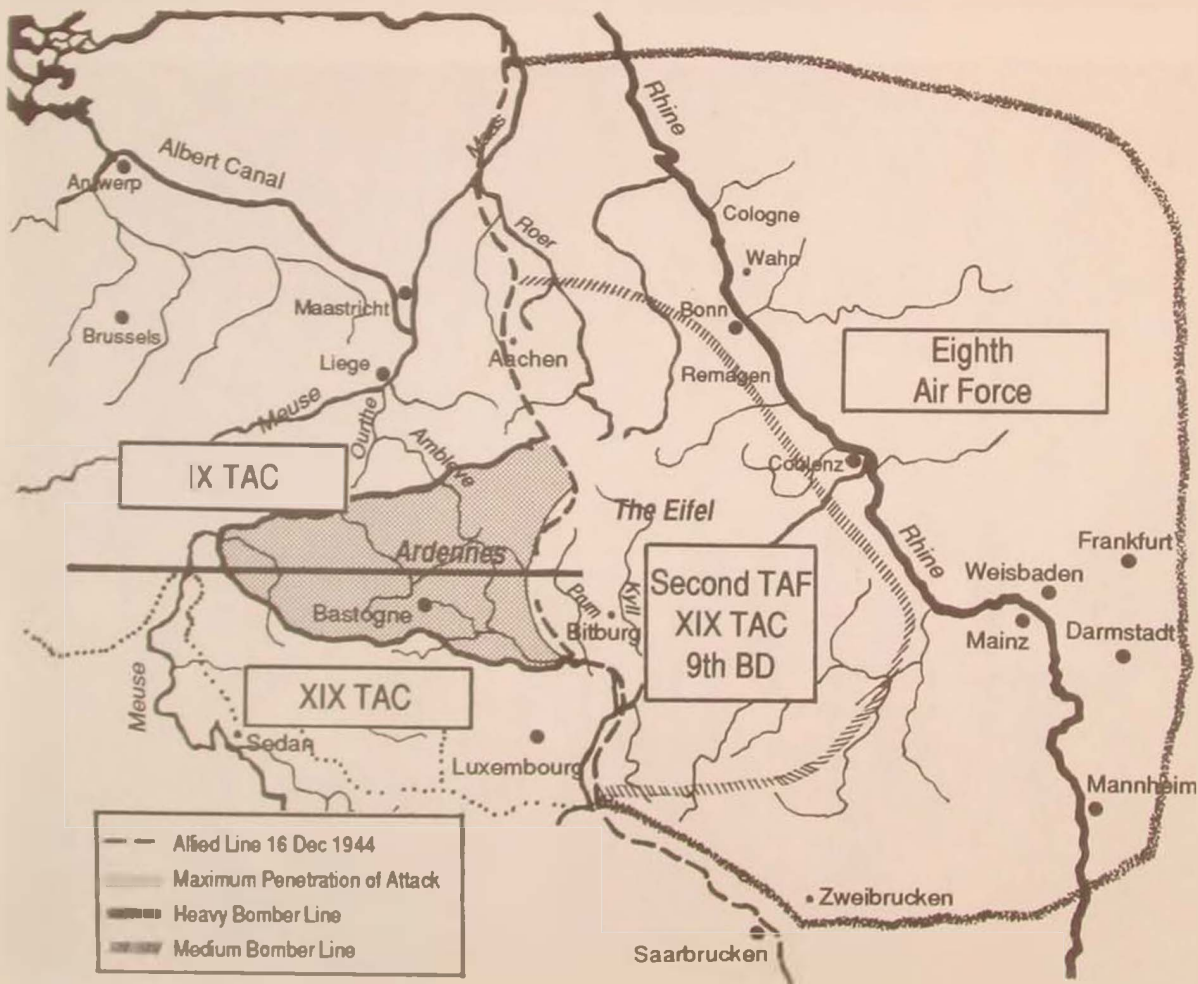 Rhine
Maas
Albert Canal
Antwerp
Roer
Cologne
Wahn
Maastricht
Bonn
Brussels
Aachen
Liege
Remagen
Eighth
Air Force
Meuse
Ourthe
Ambleve
IX TAC
Coblenz
The Eifel
Ardennes
Rhine
Frankfurt
Weisbaden
Second TAF
XIX TAC
9th BD
Prum
Kyll
Bastogne
Bitburg
Mainz
Darmstadt
Meuse
XIX TAC
Sedan
Luxembourg
Mannheim
Allied Line 16 Dec 1944
Maximum Penetration of Attack
Heavy Bomber Line
Medium Bomber Line
Zweibrucken
Saarbrucken